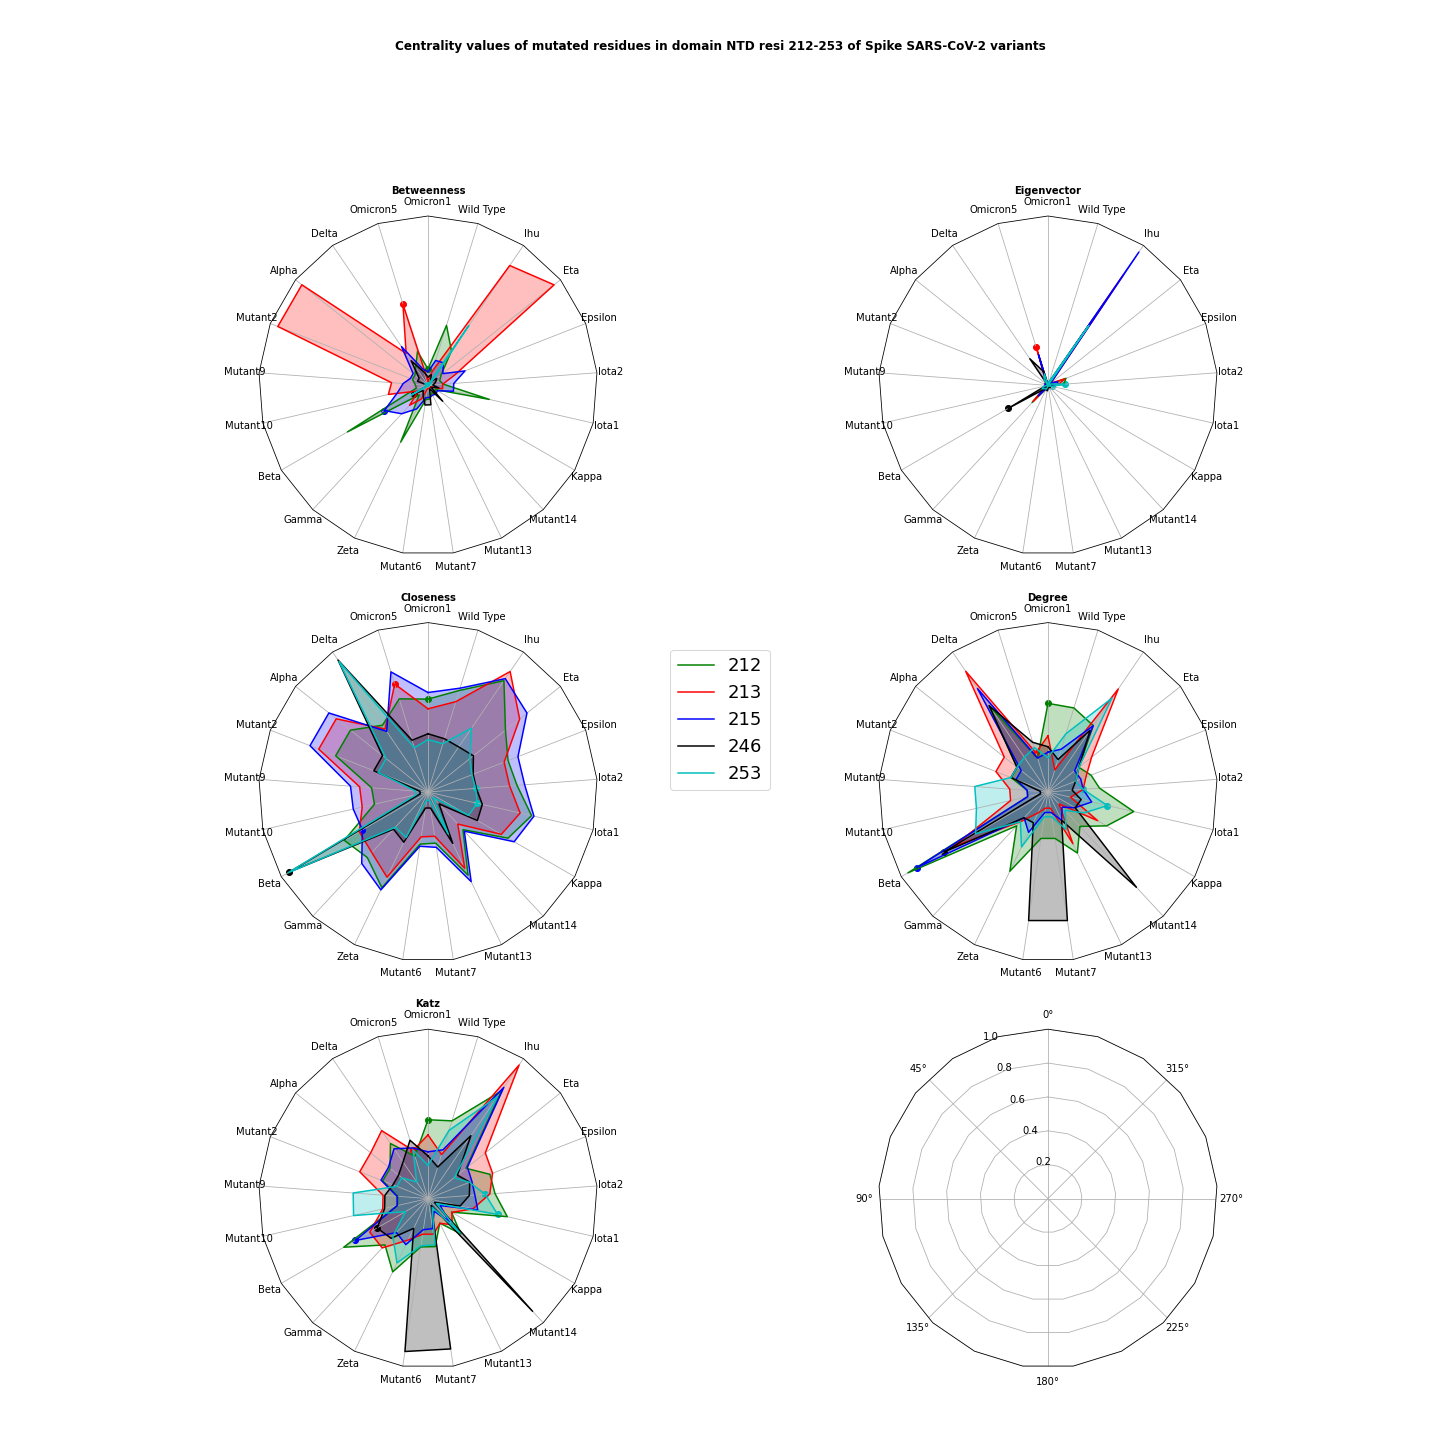 Centrality values of mutated residues in domain NTD resi 212-253 of Spike SARS-CoV-2 variants
Betweenness
Omicron1
Omicron5
Wild Type
Delta
Ihu
Alpha
Eta
Mutant2
Epsilon
Mutant9
Iota2
Mutant10
Iota1
Beta
Kappa
Gamma
Mutant14
Zeta
Mutant13
Mutant6
Mutant7
Eigenvector
Omicron1
Omicron5
Wild Type
Delta
Ihu
Alpha
Eta
Mutant2
Epsilon
Mutant9
Iota2
Mutant10
Iota1
Beta
Kappa
Gamma
Mutant14
Zeta
Mutant13
Mutant6
Mutant7
Closeness
Omicron1
Omicron5
Wild Type
Delta
Ihu
Alpha
Eta
Mutant2
Epsilon
Mutant9
Iota2
Mutant10
Iota1
Beta
Kappa
Gamma
Mutant14
Zeta
Mutant13
Mutant6
Mutant7
212
213
215
246
253
Degree
Omicron1
Omicron5
Wild Type
Delta
Ihu
Alpha
Eta
Mutant2
Epsilon
Mutant9
Iota2
Mutant10
Iota1
Beta
Kappa
Gamma
Mutant14
Zeta
Mutant13
Mutant6
Mutant7
Katz
Omicron1
Omicron5
Wild Type
Delta
Ihu
Alpha
Eta
Mutant2
Epsilon
Mutant9
Iota2
Mutant10
Iota1
Beta
Kappa
Gamma
Mutant14
Zeta
Mutant13
Mutant6
Mutant7
0°
1.0
45°
0.8
315°
0.6
0.4
0.2
90°
270°
135°
225°
180°